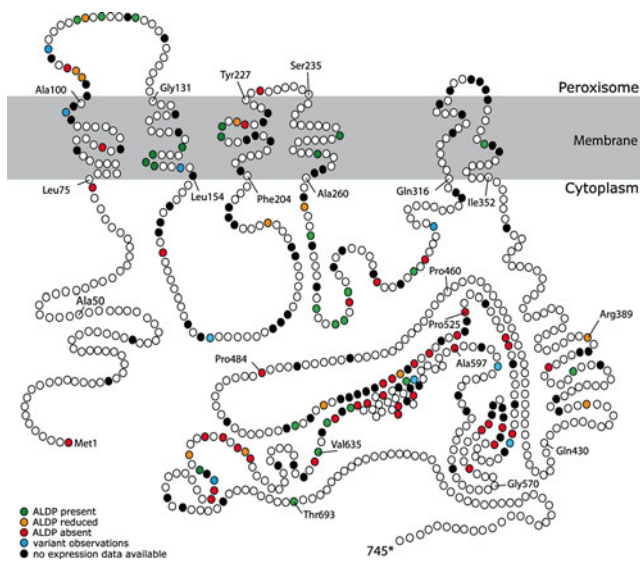 Ser235
Tyr227
Peroxisome
Ala100
Gly131
Membrane
Leu75
Leu154
Phe204
Ala260
Gln316
Ile352
Cytoplasm
Pro460
Ala50
Arg389
Pro525
Pro484
Ala597
Met1
Val635
Gln430
Gly570
Thr693
ALDP present
ALDP reduced
ALDP absent
variant observations
no expression data available
745*